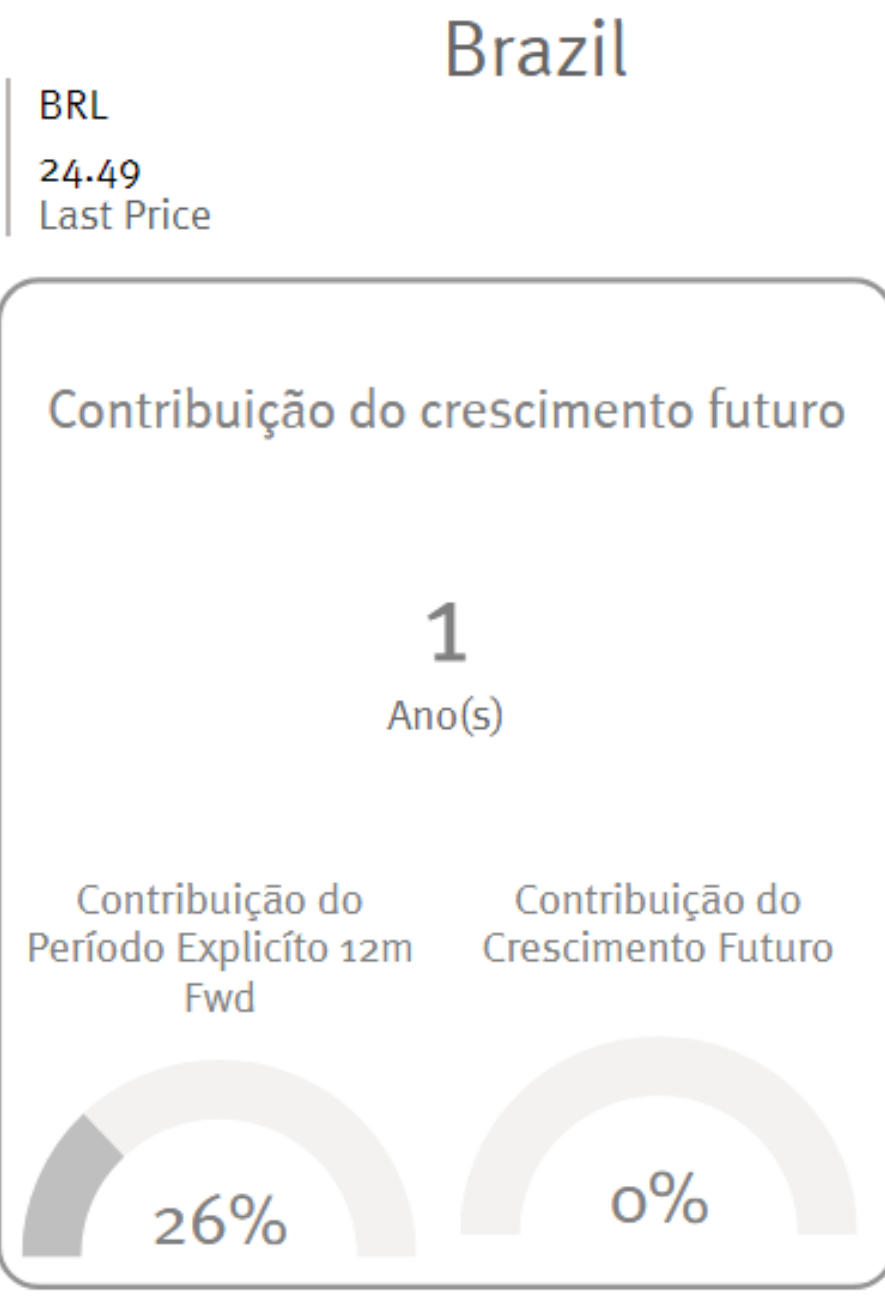 Brazil
BRL
24.49
Last Price
Contribuição do crescimento futuro
1
Ano(s)
Contribuição do
Período Explicíto 12m
Fwd
Contribuição do
Crescimento Futuro
26%
0%